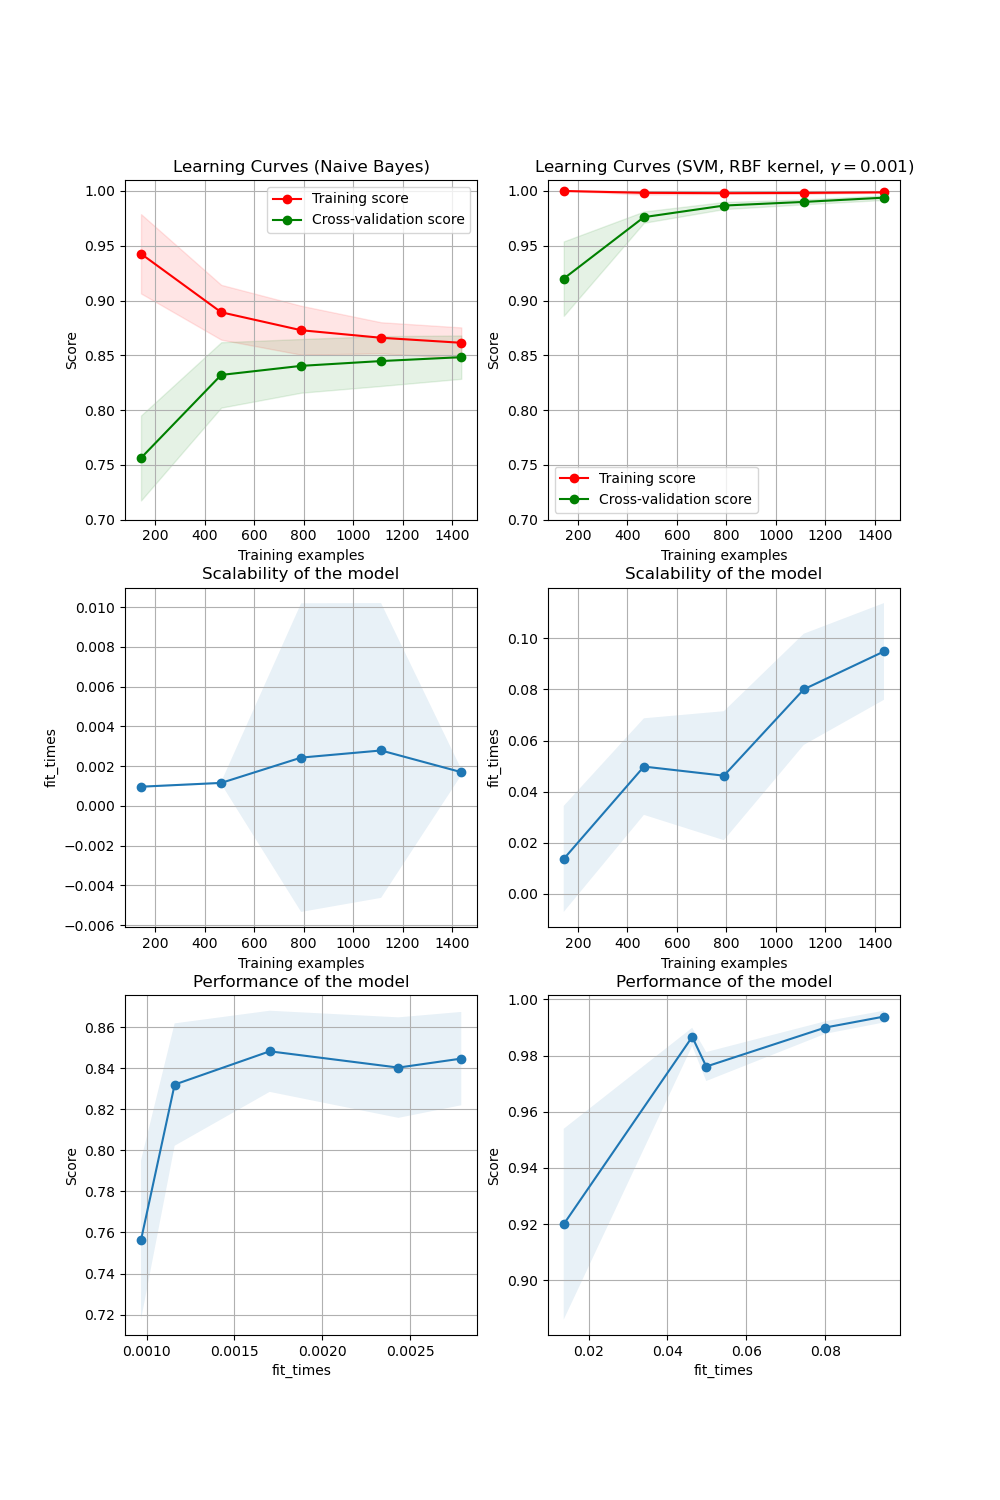 Learning Curves (Naive Bayes)
1.00
0.95
0.90
0.85
0.80
0.75
0.70
Score
Training score
Cross-validation score
200 400 600 800 1000 1200 1400
Training examples
Learning Curves (SVM, RBF kernel, γ = 0.001)
1.00
0.95
0.90
0.85
0.80
0.75
0.70
Score
Training score
Cross-validation score
200 400 600 800 1000 1200 1400
Training examples
Scalability of the model
0.010
0.008
0.006
0.004
0.002
0.000
−0.002
−0.004
−0.006
fit_times
200 400 600 800 1000 1200 1400
Training examples
Scalability of the model
0.10
0.08
0.06
0.04
0.02
0.00
fit_times
200 400 600 800 1000 1200 1400
Training examples
Performance of the model
0.86
0.84
0.82
0.80
0.78
0.76
0.74
0.72
Score
0.0010 0.0015 0.0020 0.0025
fit_times
Performance of the model
1.00
0.98
0.96
0.94
0.92
0.90
Score
0.02 0.04 0.06 0.08
fit_times